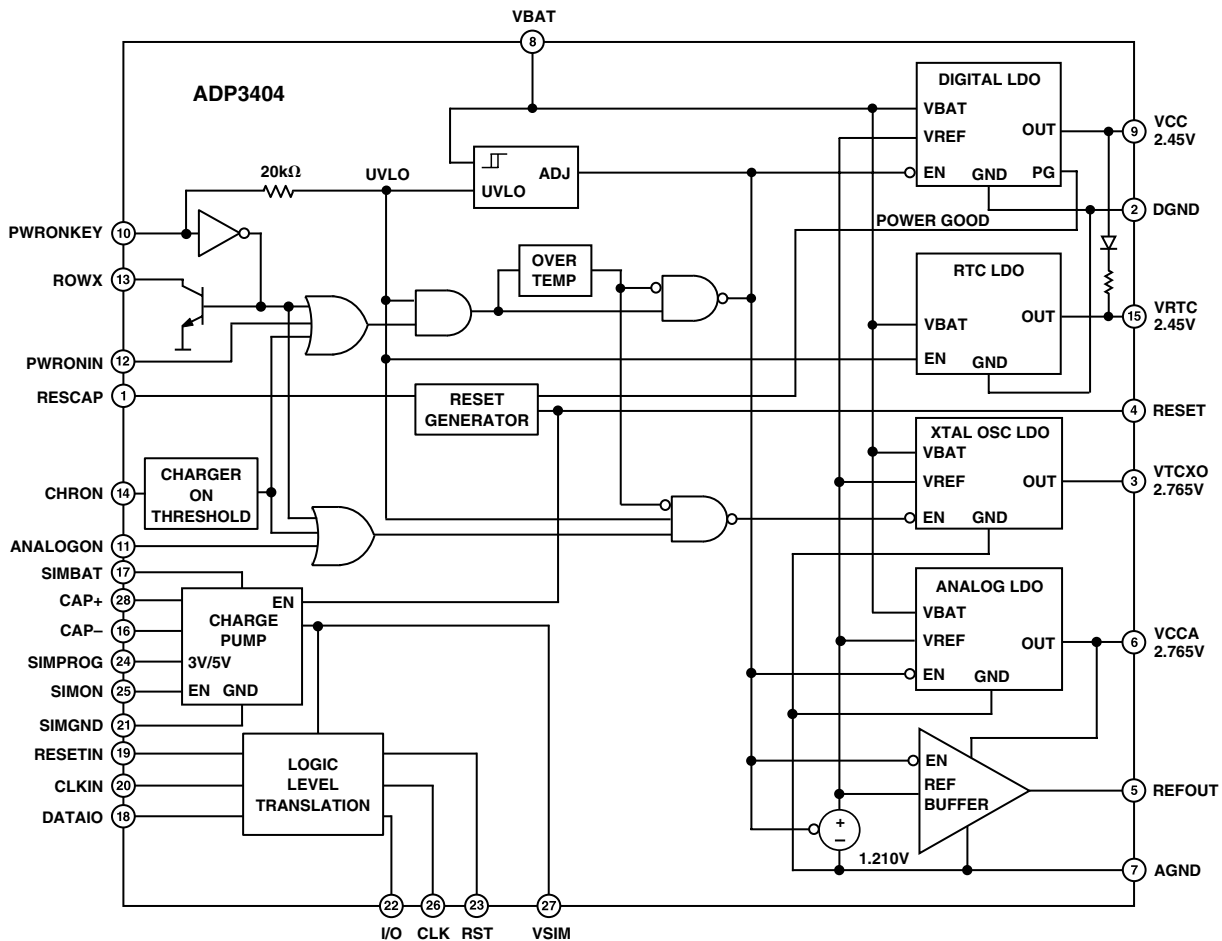 VBAT
8
ADP3404
DIGITAL LDO
VBAT
VREF
EN
GND
OUT
PG
9
VCC
2.45V
20kΩ
UVLO
UVLO
ADJ
POWER GOOD
2
DGND
PWRONKEY
10
ROWX
13
OVER
TEMP
RTC LDO
VBAT
EN
GND
OUT
15
VRTC
2.45V
PWRONIN
12
RESCAP
1
RESET
GENERATOR
4
RESET
XTAL OSC LDO
VBAT
VREF
EN
GND
OUT
3
VTCXO
2.765V
CHRON
14
CHARGER
ON
THRESHOLD
ANALOGON
11
SIMBAT
17
CAP+
28
CAP–
16
SIMPROG
24
SIMON
25
SIMGND
21
EN
CHARGE
PUMP
3V/5V
EN GND
ANALOG LDO
VBAT
VREF
EN
GND
OUT
6
VCCA
2.765V
RESETIN
19
CLKIN
20
DATAIO
18
LOGIC
LEVEL
TRANSLATION
EN
REF
BUFFER
5
REFOUT
+
–
1.210V
7
AGND
22
26
23
27
I/O
CLK
RST
VSIM